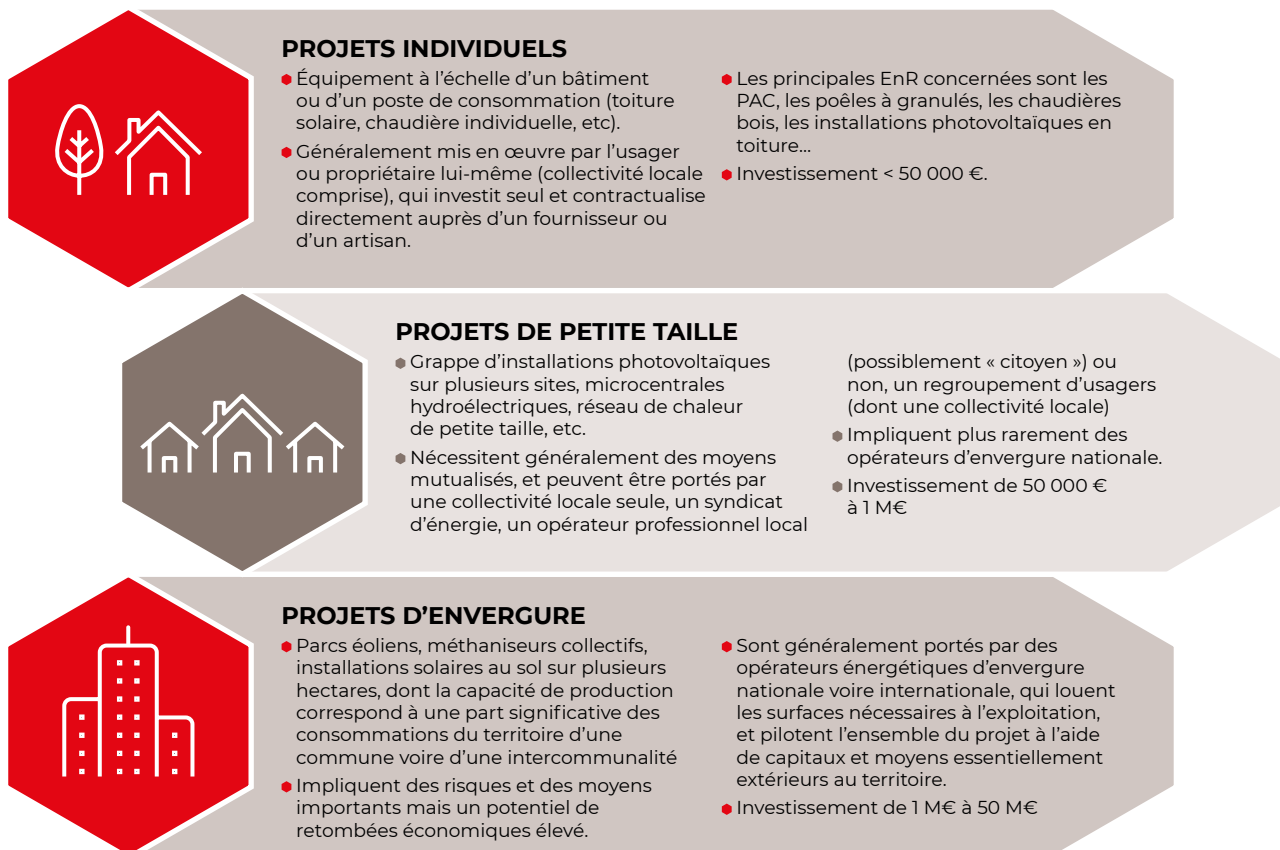 PROJETS INDIVIDUELS
Équipement à l'échelle d'un bâtiment
ou d'un poste de consommation (toiture
solaire, chaudière individuelle, etc).
Généralement mis en œuvre par l'usager
ou propriétaire lui-même (collectivité locale
comprise), qui investit seul et contractualise
directement auprès d'un fournisseur ou
d'un artisan.
Les principales EnR concernées sont les
PAC, les poêles à granulés, les chaudières
bois, les installations photovoltaïques en
toiture...
Investissement < 50 000 €.
PROJETS DE PETITE TAILLE
Grappe d'installations photovoltaïques
sur plusieurs sites, microcentrales
hydroélectriques, réseau de chaleur
de petite taille, etc.
Nécessitent généralement des moyens
mutualisés, et peuvent être portés par
une collectivité locale seule, un syndicat
d'énergie, un opérateur professionnel local
(possiblement « citoyen ») ou
non, un regroupement d'usagers
(dont une collectivité locale)
Impliquent plus rarement des
opérateurs d'envergure nationale.
Investissement de 50 000 €
à 1 M€
PROJETS D'ENVERGURE
Parcs éoliens, méthaniseurs collectifs,
installations solaires au sol sur plusieurs
hectares, dont la capacité de production
correspond à une part significative des
consommations du territoire d'une
commune voire d'une intercommunalité
Impliquent des risques et des moyens
importants mais un potentiel de
retombées économiques élevé.
Sont généralement portés par des
opérateurs énergétiques d'envergure
nationale voire internationale, qui louent
les surfaces nécessaires à l'exploitation,
et pilotent l'ensemble du projet à l'aide
de capitaux et moyens essentiellement
extérieurs au territoire.
Investissement de 1 M€ à 50 M€